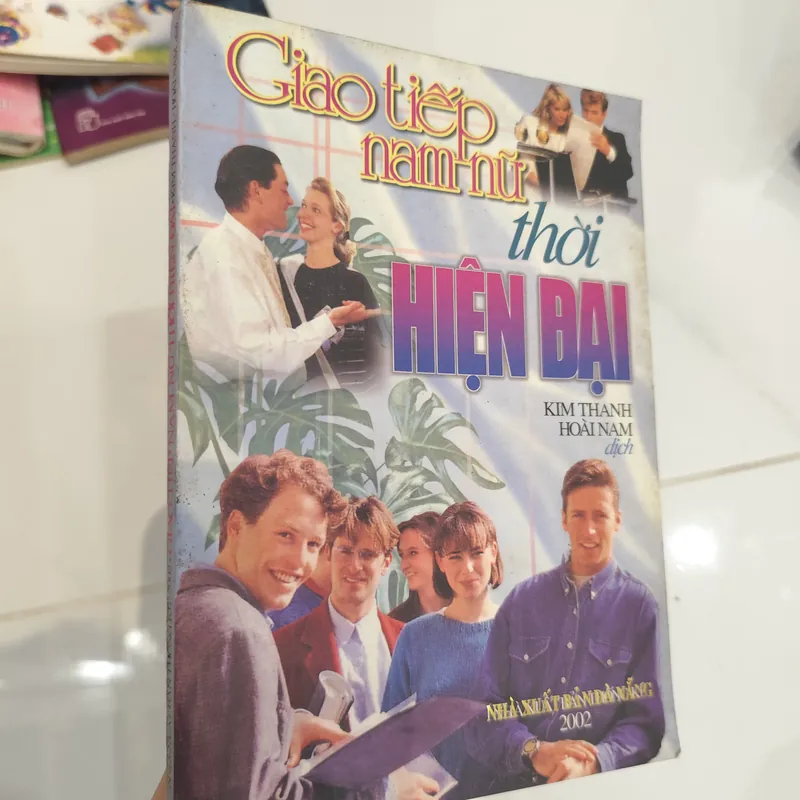 Giao tiếp
nam-nữ
thời
HIỆN ĐẠI
KIM THANH
HOÀI NAM
dịch
NHÀ XUẤT BẢN ĐÀ NẴNG
2002